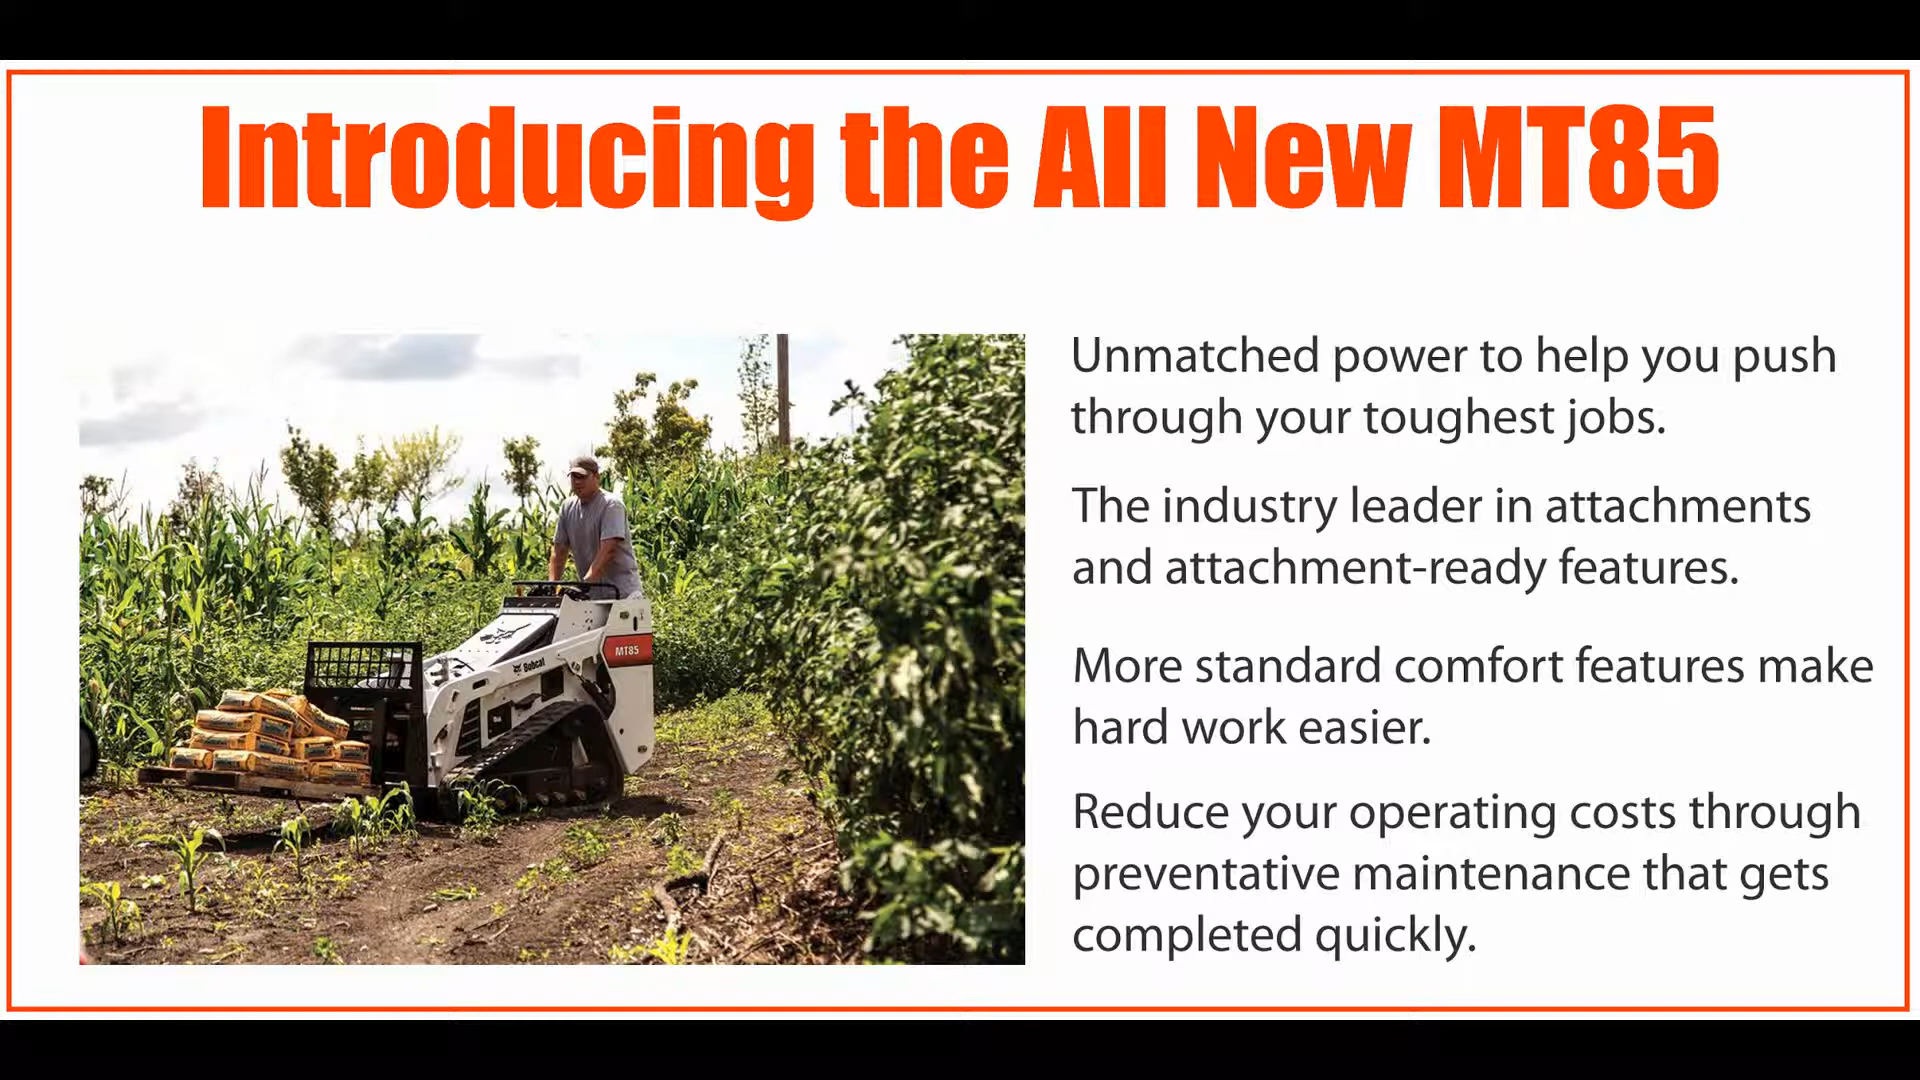 Introducing the All New MT85
Unmatched power to help you push
through your toughest jobs.
The industry leader in attachments
and attachment-ready features.
More standard comfort features make
hard work easier.
Reduce your operating costs through
preventative maintenance that gets
completed quickly.
MT85
Bobcat